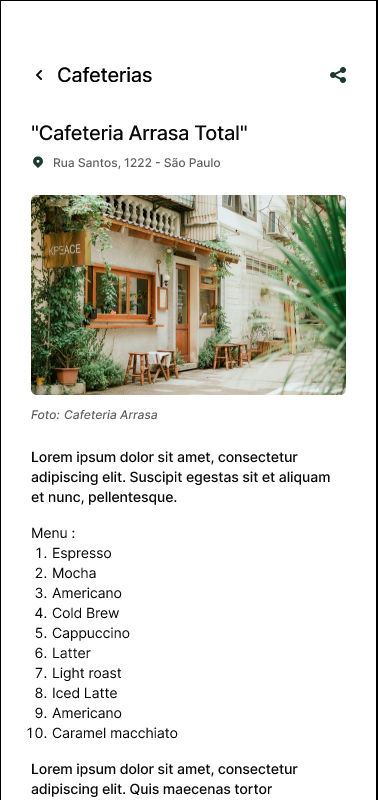 Cafeterias
"Cafeteria Arrasa Total"
Rua Santos, 1222 - São Paulo
KPEACE
Foto: Cafeteria Arrasa
Lorem ipsum dolor sit amet, consectetur
adipiscing elit. Suscipit egestas sit et aliquam
et nunc, pellentesque.
Menu :
1. Espresso
2. Mocha
3. Americano
4. Cold Brew
5. Cappuccino
6. Latter
7. Light roast
8. Iced Latte
9. Americano
10. Caramel macchiato
Lorem ipsum dolor sit amet, consectetur
adipiscing elit. Quis maecenas tortor